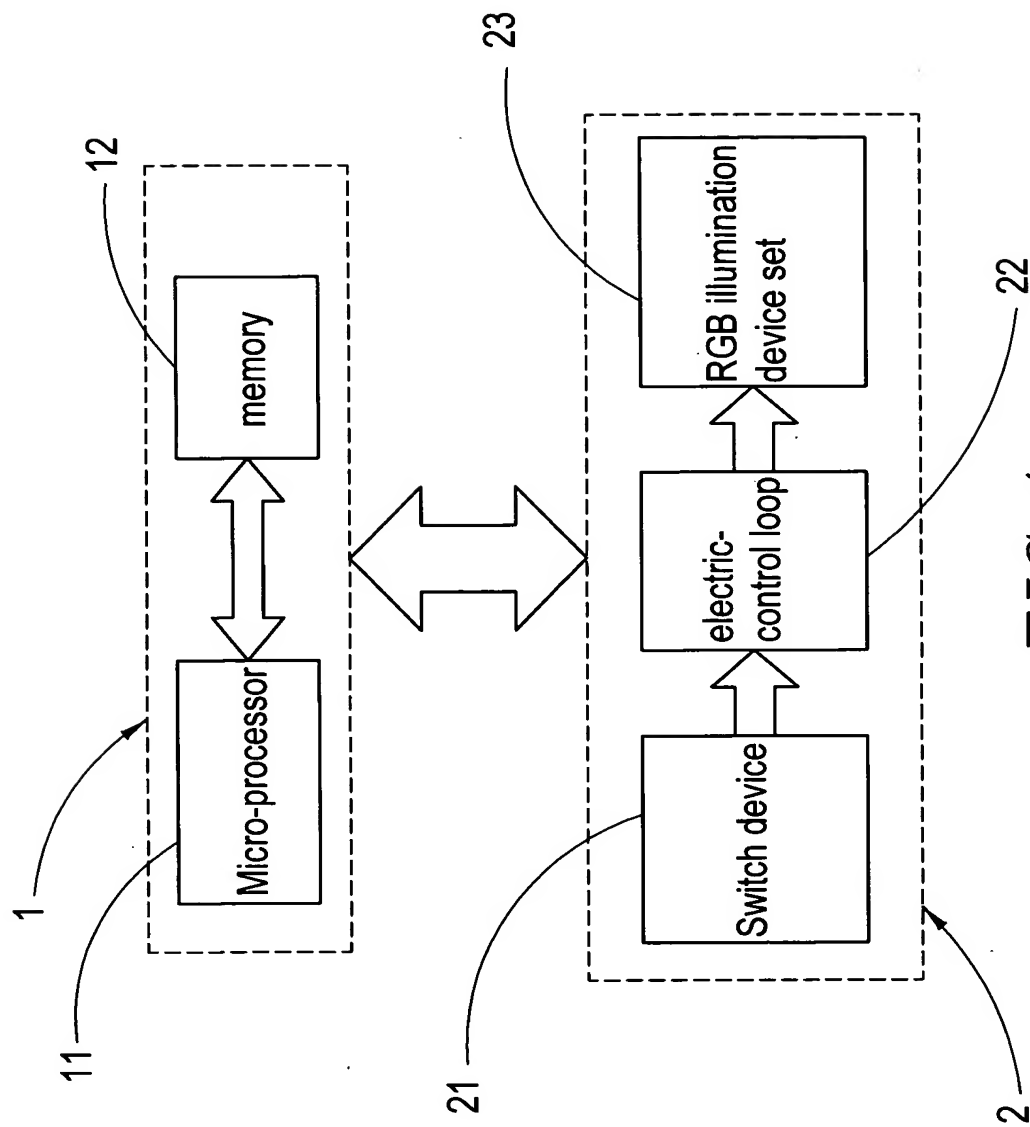 1
12
11
Micro-processor
memory
23
21
Switch device
electric-
control loop
RGB illumination
device set
22
2